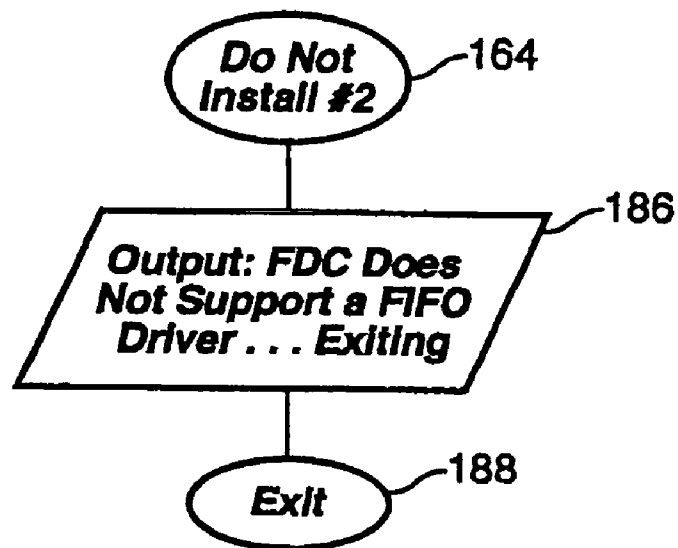 Do Not
Install #2
164
Output: FDC Does
Not Support a FIFO
Driver . . . Exiting
186
Exit
188